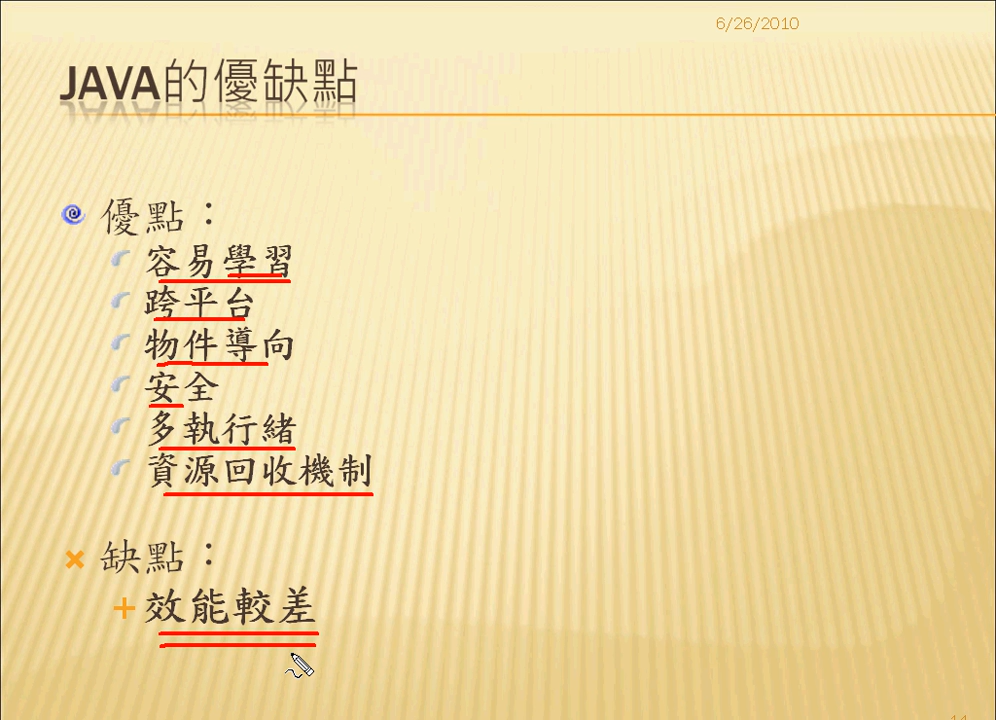 6/26/2010
JAVA的優缺點
優點：
容易學習
跨平台
物件導向
安全
多執行緒
資源回收機制
缺點：
效能較差